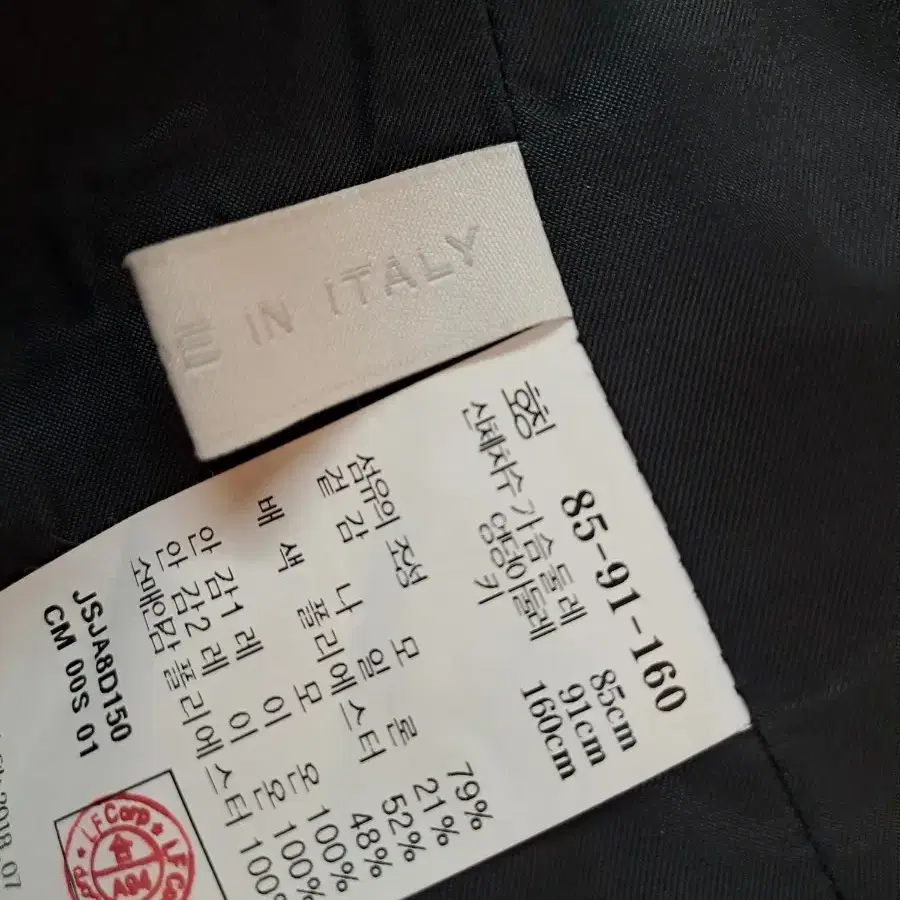 E IN ITALY
호칭 85-91-160
신체치수 가슴둘레 85cm
엉덩이둘레 91cm
키 160cm
섬유의 조성
겉감 모 79%
나일론 21%
배색 폴리에스터 52%
모 48%
안감1 레이온 100%
안감2 레이온 100%
소매안감 폴리에스터 100%
JSJA8D150
CM 00S 01
LF Corp
合
A94
2018.07